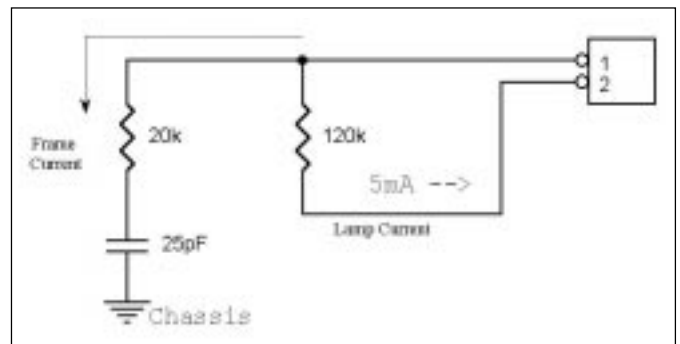 1
2
20k
120k
Frame
Current
5mA -->
Lamp Current
25pF
Chassis